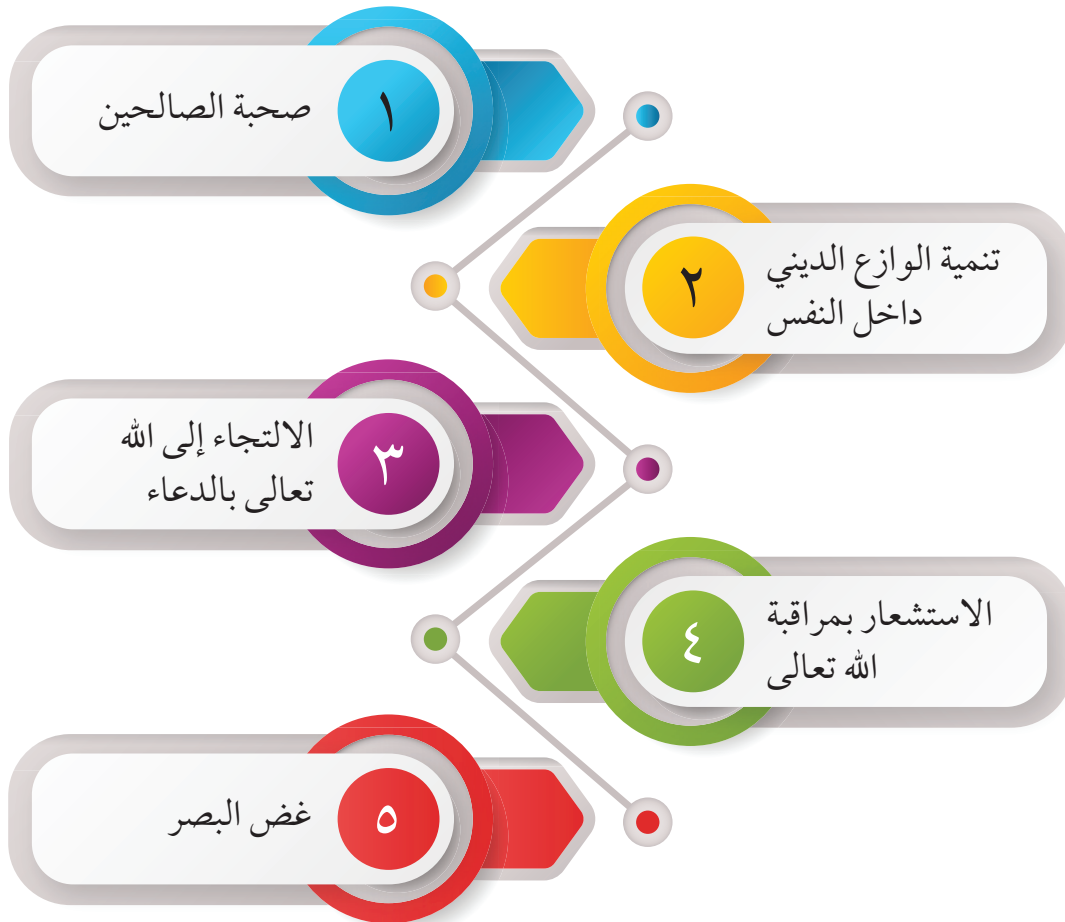 ١
صحبة الصالحين
٢
تنمية الوازع الديني
داخل النفس
٣
الالتجاء إلى الله
تعالى بالدعاء
٤
الاستشعار بمراقبة
الله تعالى
٥
غض البصر